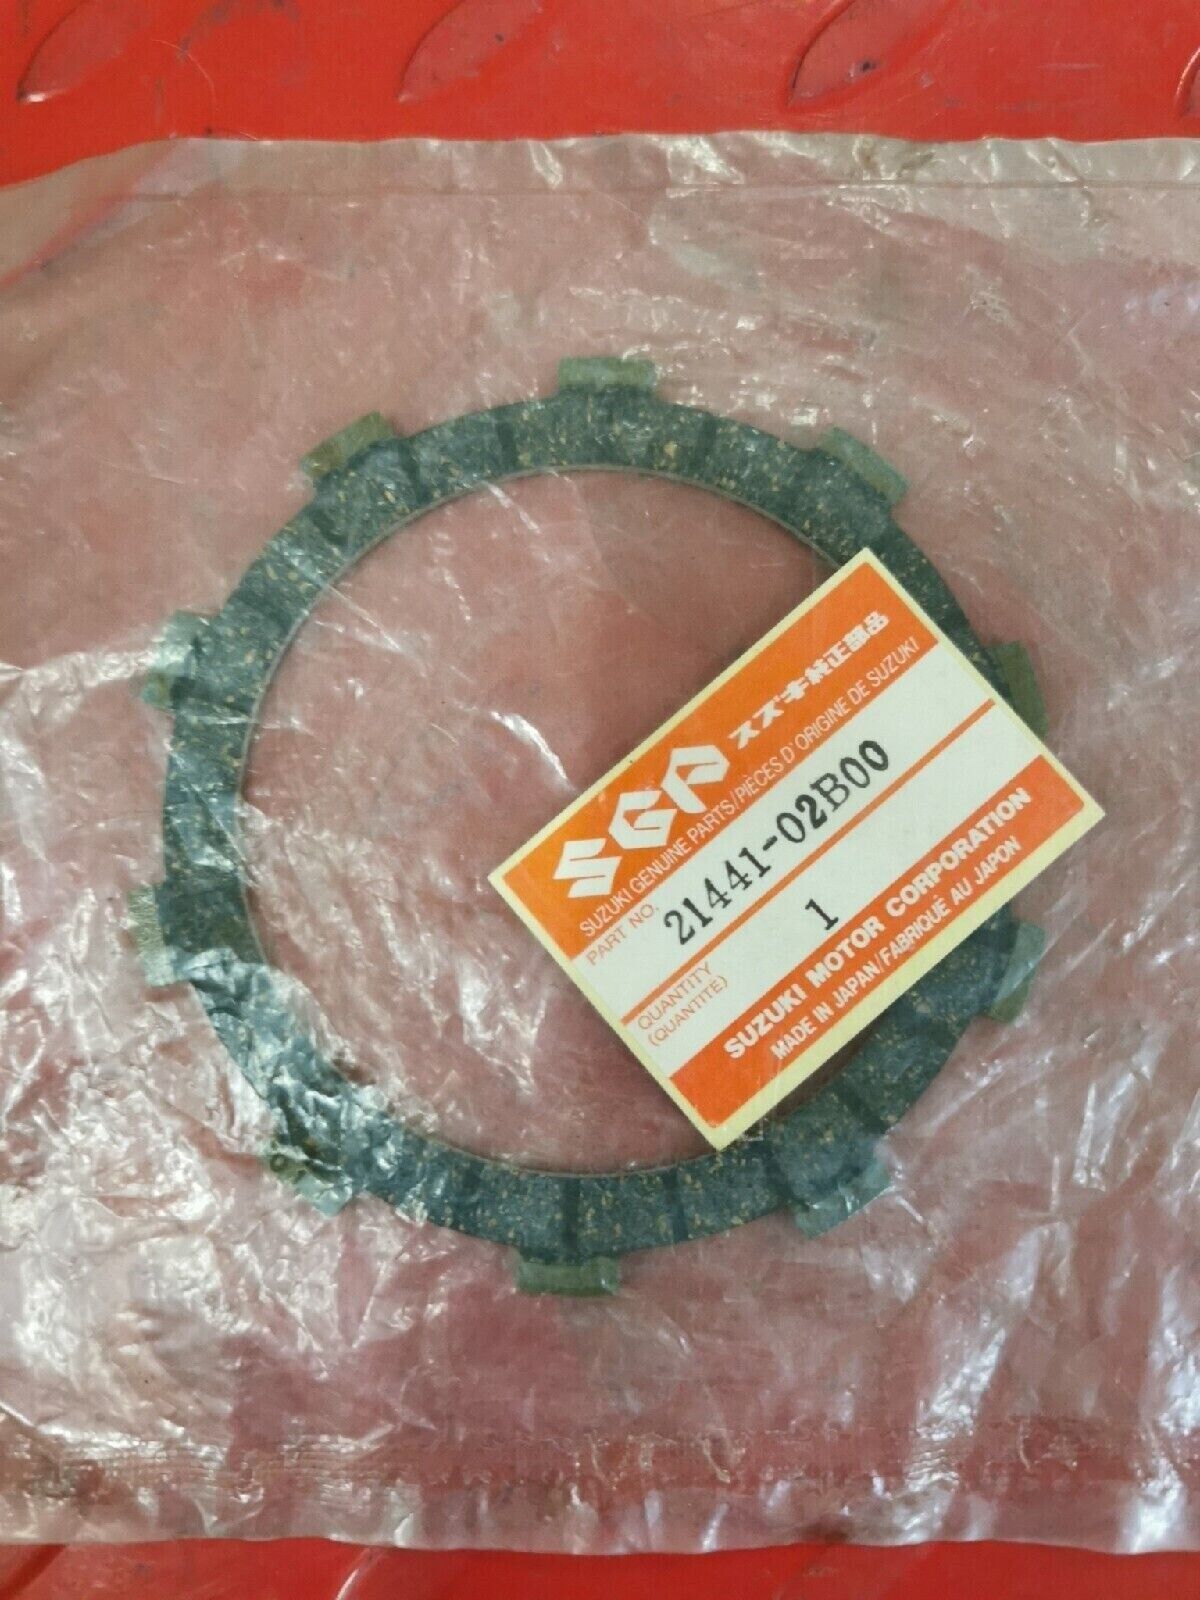 SGP スズキ純正部品
SUZUKI GENUINE PARTS/PIÈCES D'ORIGINE DE SUZUKI
PART NO. 21441-02B00
QUANTITY
(QUANTITÉ) 1
SUZUKI MOTOR CORPORATION
MADE IN JAPAN/FABRIQUÉ AU JAPON